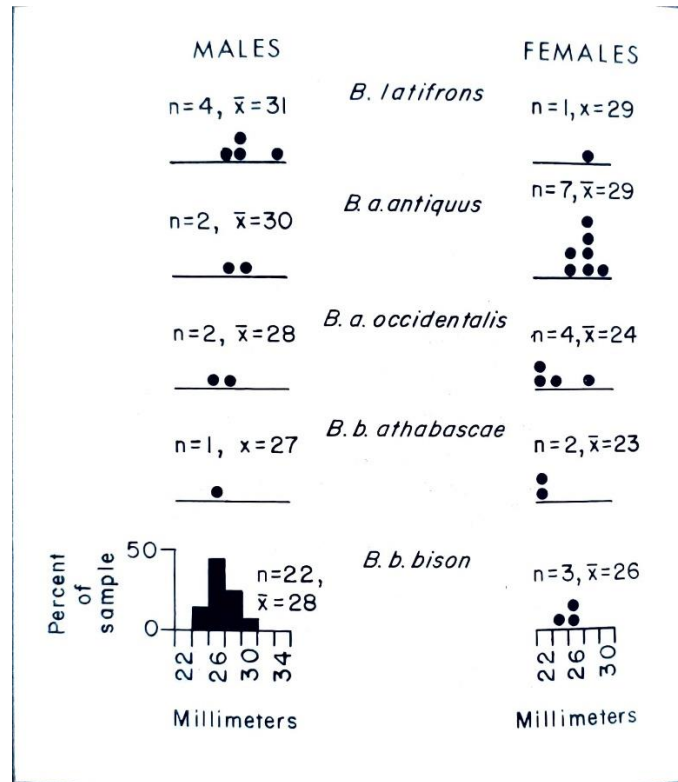 MALES FEMALES
B. latifrons
n=4, x̄=31 n=1, x=29
B. a. antiquus
n=2, x̄=30 n=7, x̄=29
B. a. occidentalis
n=2, x̄=28 n=4, x̄=24
B. b. athabascae
n=1, x=27 n=2, x̄=23
B. b. bison
Percent
of
sample
50
0
n=22,
x̄=28
n=3, x̄=26
22 26 30 34
22 26 30
Millimeters Millimeters